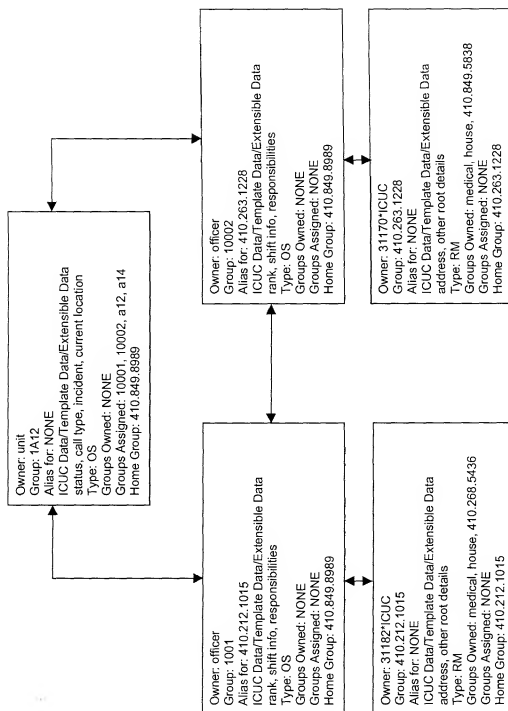 Owner: unit
Group: 1A12
Alias for: NONE
ICUC Data/Template Data/Extensible Data
status, call type, incident, current location
Type: OS
Groups Owned: NONE
Groups Assigned: 10001, 10002, a12, a14
Home Group: 410.849.8989
Owner: officer
Group: 1001
Alias for: 410.212.1015
ICUC Data/Template Data/Extensible Data
rank, shift info, responsibilities
Type: OS
Groups Owned: NONE
Groups Assigned: NONE
Home Group: 410.849.8989
Owner: officer
Group: 10002
Alias for: 410.263.1228
ICUC Data/Template Data/Extensible Data
rank, shift info, responsibilities
Type: OS
Groups Owned: NONE
Groups Assigned: NONE
Home Group: 410.849.8989
Owner: 31182*ICUC
Group: 410.212.1015
Alias for: NONE
ICUC Data/Template Data/Extensible Data
address, other root details
Type: RM
Groups Owned: medical, house, 410.268.5436
Groups Assigned: NONE
Home Group: 410.212.1015
Owner: 31170*ICUC
Group: 410.263.1228
Alias for: NONE
ICUC Data/Template Data/Extensible Data
address, other root details
Type: RM
Groups Owned: medical, house, 410.849.5838
Groups Assigned: NONE
Home Group: 410.263.1228